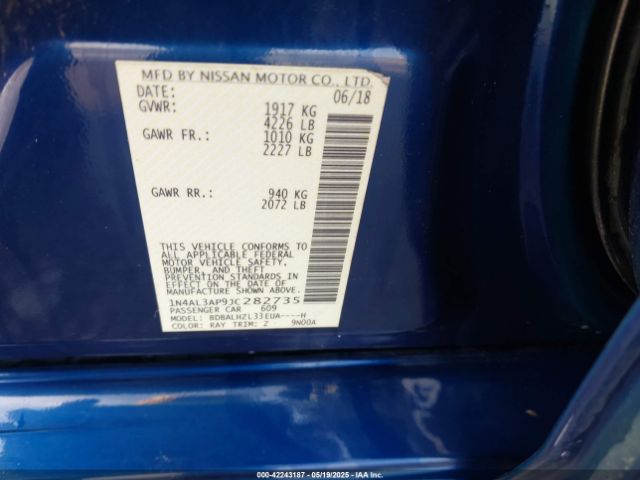 MFD BY NISSAN MOTOR CO., LTD.
DATE: 06/18
GVWR: 1917 KG
4226 LB
GAWR FR.: 1010 KG
2227 LB
GAWR RR.: 940 KG
2072 LB
THIS VEHICLE CONFORMS TO
ALL APPLICABLE FEDERAL
MOTOR VEHICLE SAFETY,
BUMPER, AND THEFT
PREVENTION STANDARDS IN
EFFECT ON THE DATE OF
MANUFACTURE SHOWN ABOVE.
1N4AL3AP9JC282735
PASSENGER CAR 609
MODEL: BDBALHZL33EUA----H
COLOR: RAY TRIM: Z 9N00A
000-42243187 - 05/19/2025 - IAA, Inc.